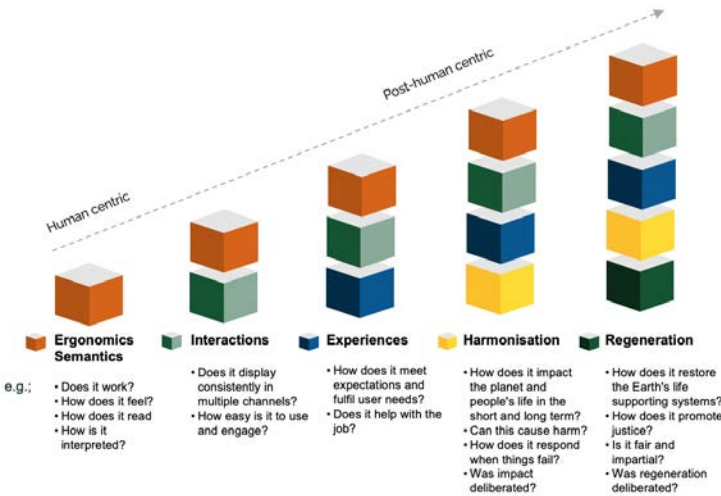 Post-human centric
Human centric
Ergonomics
Semantics
Interactions
Experiences
Harmonisation
Regeneration
e.g.;
• Does it work?
• How does it feel?
• How does it read
• How is it
interpreted?
• Does it display
consistently in
multiple channels?
• How easy is it to use
and engage?
• How does it meet
expectations and
fulfil user needs?
• Does it help with the
job?
• How does it impact
the planet and
people's life in the
short and long term?
• Can this cause harm?
• How does it respond
when things fail?
• Was impact
deliberated?
• How does it restore
the Earth's life
supporting systems?
• How does it promote
justice?
• Is it fair and
impartial?
• Was regeneration
deliberated?